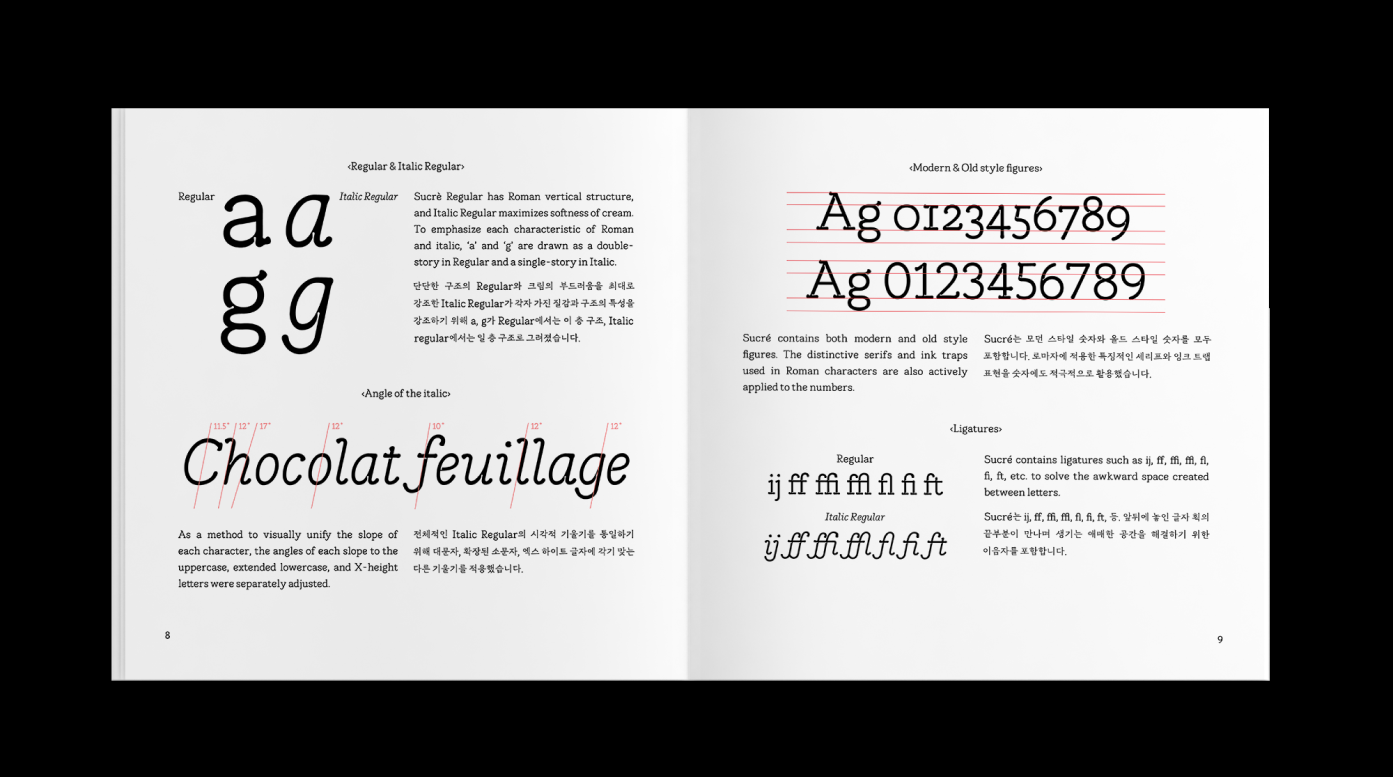 ‹Regular & Italic Regular›
Regular
a a
Italic Regular
g g
Sucrè Regular has Roman vertical structure,
and Italic Regular maximizes softness of cream.
To emphasize each characteristic of Roman
and italic, ‘a’ and ‘g’ are drawn as a double-
story in Regular and a single-story in Italic.
단단한 구조의 Regular와 크림의 부드러움을 최대로
강조한 Italic Regular가 각자 가진 질감과 구조의 특성을
강조하기 위해 a, g가 Regular에서는 이 층 구조, Italic
regular에서는 일 층 구조로 그려졌습니다.
‹Angle of the italic›
11.5° 12° 17° 12° 10° 12° 12°
Chocolat feuillage
As a method to visually unify the slope of
each character, the angles of each slope to the
uppercase, extended lowercase, and X-height
letters were separately adjusted.
전체적인 Italic Regular의 시각적 기울기를 통일하기
위해 대문자, 확장된 소문자, 엑스 하이트 글자에 각기 맞는
다른 기울기를 적용했습니다.
8
‹Modern & Old style figures›
Ag 0123456789
Ag 0123456789
Sucré contains both modern and old style
figures. The distinctive serifs and ink traps
used in Roman characters are also actively
applied to the numbers.
Sucré는 모던 스타일 숫자와 올드 스타일 숫자를 모두
포함합니다. 로마자에 적용한 특징적인 세리프와 잉크 트랩
표현을 숫자에도 적극적으로 활용했습니다.
‹Ligatures›
Regular
ij ff ffi ffl fl fi ft
Italic Regular
ij ff ffi ffl fl fi ft
Sucré contains ligatures such as ij, ff, ffi, ffl, fl,
fi, ft, etc. to solve the awkward space created
between letters.
Sucré는 ij, ff, ffi, ffl, fl, fi, ft, 등. 앞뒤에 놓인 글자 획의
끝부분이 만나며 생기는 애매한 공간을 해결하기 위한
이음자를 포함합니다.
9